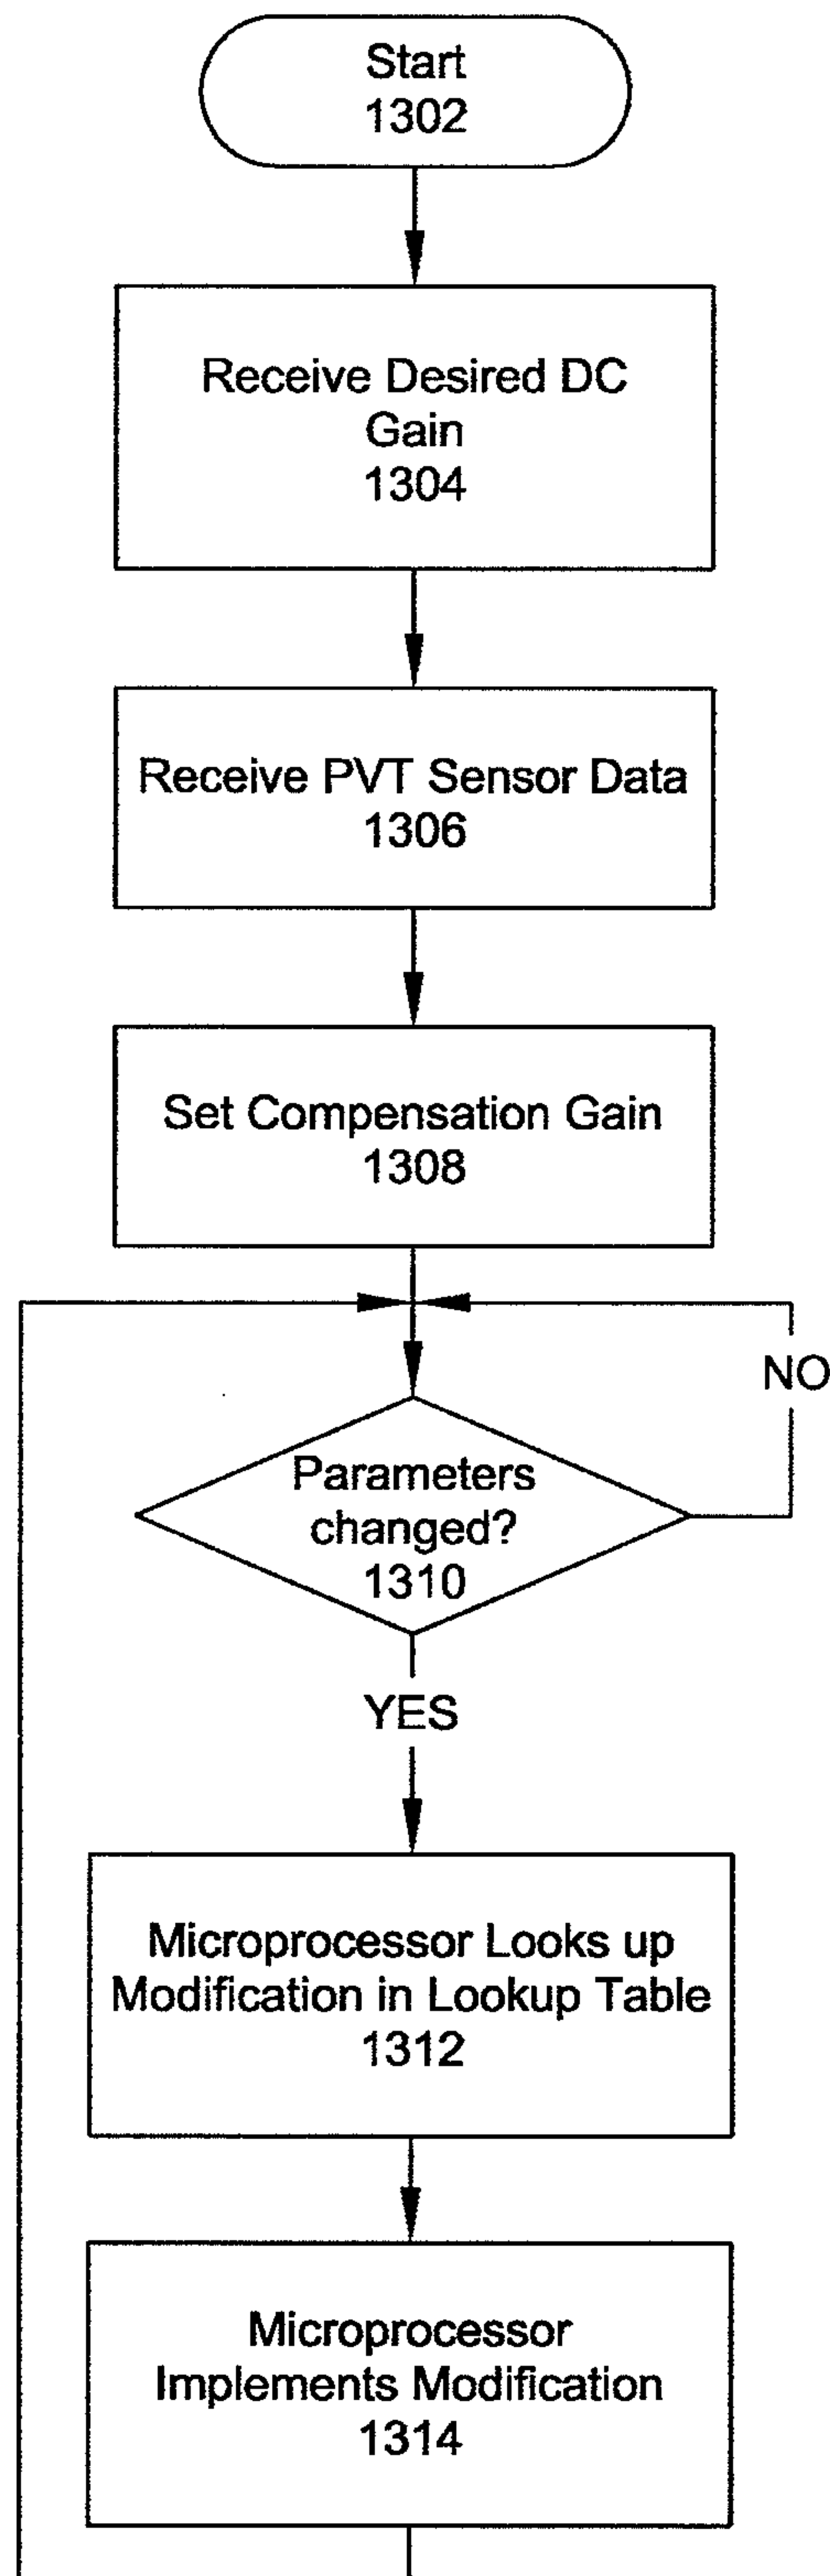 Start
1302
Receive Desired DC
Gain
1304
Receive PVT Sensor Data
1306
Set Compensation Gain
1308
NO
Parameters
changed?
1310
YES
Microprocessor Looks up
Modification in Lookup Table
1312
Microprocessor
Implements Modification
1314